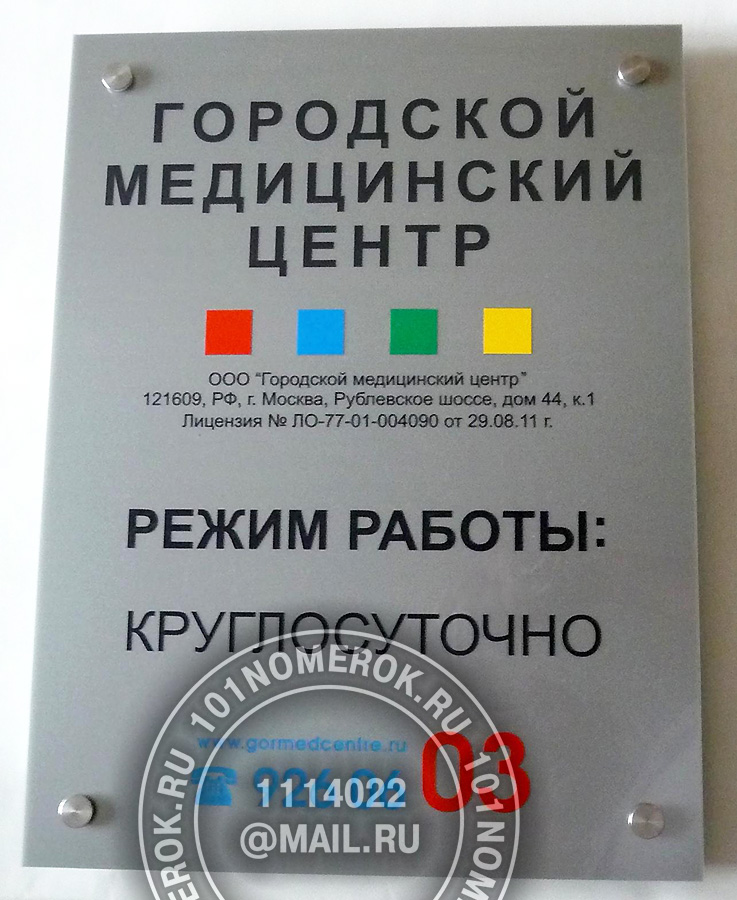 ГОРОДСКОЙ
МЕДИЦИНСКИЙ
ЦЕНТР
ООО "Городской медицинский центр"
121609, РФ, г. Москва, Рублевское шоссе, дом 44, к.1
Лицензия № ЛО-77-01-004090 от 29.08.11 г.
РЕЖИМ РАБОТЫ:
КРУГЛОСУТОЧНО
101NOMEROK.RU
www.gormedcentre.ru
03
1114022
@MAIL.RU